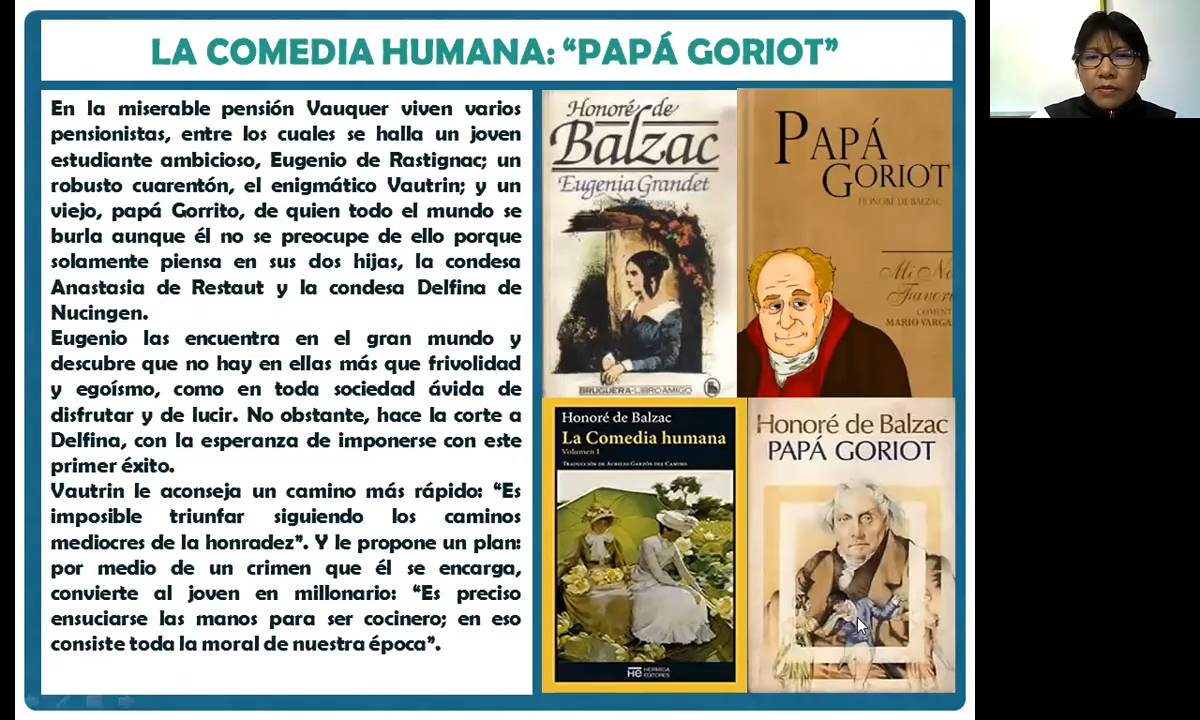 LA COMEDIA HUMANA: “PAPÁ GORIOT”
En la miserable pensión Vauquer viven varios
pensionistas, entre los cuales se halla un joven
estudiante ambicioso, Eugenio de Rastignac; un
robusto cuarentón, el enigmático Vautrin; y un
viejo, papá Gorrito, de quien todo el mundo se
burla aunque él no se preocupe de ello porque
solamente piensa en sus dos hijas, la condesa
Anastasia de Restaut y la condesa Delfina de
Nucingen.
Eugenio las encuentra en el gran mundo y
descubre que no hay en ellas más que frivolidad
y egoísmo, como en toda sociedad ávida de
disfrutar y de lucir. No obstante, hace la corte a
Delfina, con la esperanza de imponerse con este
primer éxito.
Vautrin le aconseja un camino más rápido: “Es
imposible triunfar siguiendo los caminos
mediocres de la honradez”. Y le propone un plan:
por medio de un crimen que él se encarga,
convierte al joven en millonario: “Es preciso
ensuciarse las manos para ser cocinero; en eso
consiste toda la moral de nuestra época”.
Honoré de
Balzac
Eugenia Grandet
BRUGUERA-LIBRO AMIGO
PAPÁ
GORIOT
HONORÉ DE BALZAC
Mi No
Favori
COMENT
MARIO VARGA
Honoré de Balzac
La Comedia humana
Volumen I
TRADUCCIÓN DE AURELIO GARZÓN DEL CAMINO
HE HERMIDA
EDITORES
Honoré de Balzac
PAPÁ GORIOT